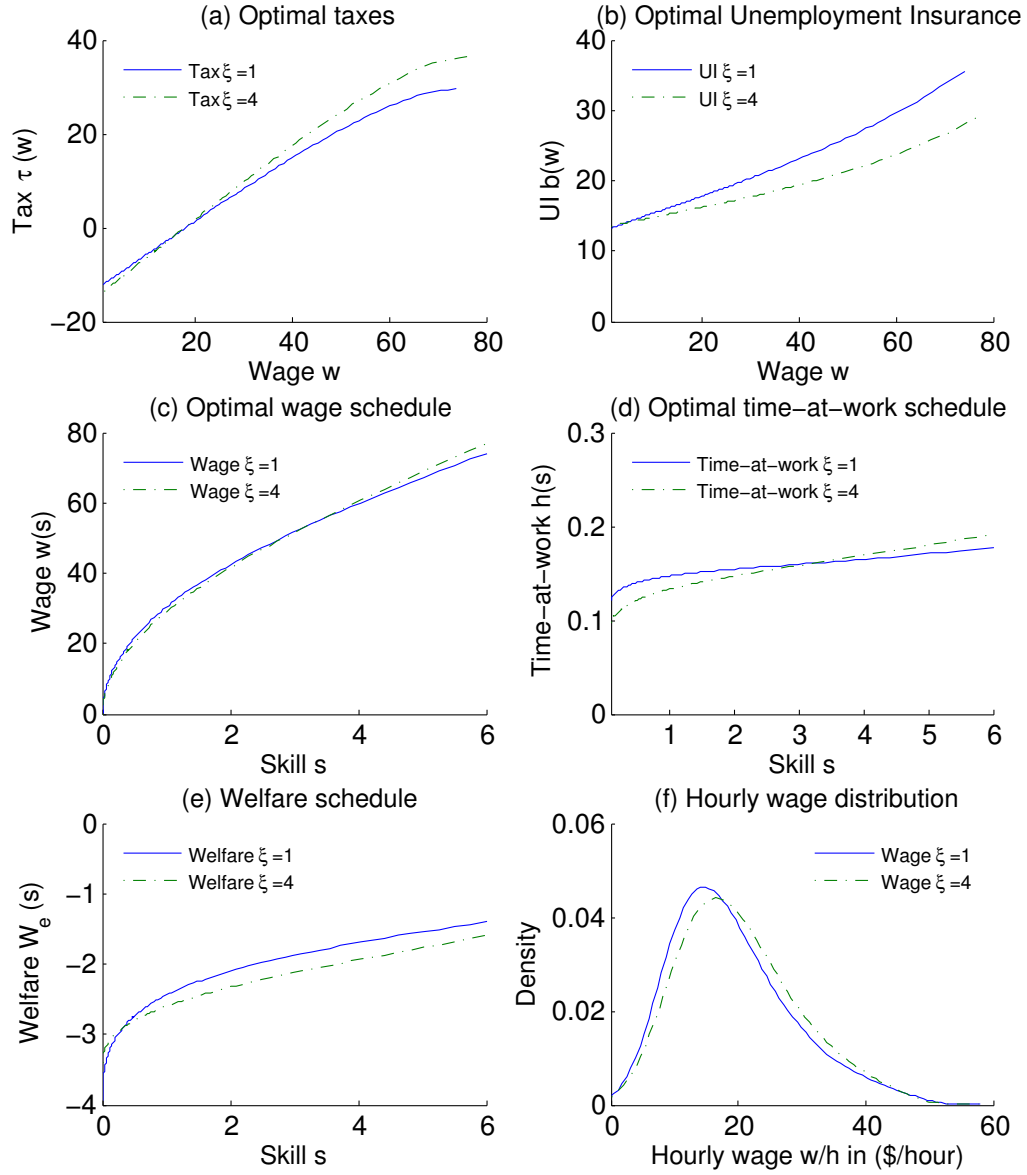 (a) Optimal taxes
40
20
0
−20
Tax τ (w)
Tax ξ =1
Tax ξ =4
20
40
60
80
Wage w
(b) Optimal Unemployment Insurance
40
30
20
10
0
UI b(w)
UI ξ =1
UI ξ =4
20
40
60
80
Wage w
(c) Optimal wage schedule
80
60
40
20
0
Wage w(s)
Wage ξ =1
Wage ξ =4
0
2
4
6
Skill s
(d) Optimal time−at−work schedule
0.3
0.2
0.1
0
Time−at−work h(s)
Time−at−work ξ =1
Time−at−work ξ =4
1
2
3
4
5
6
Skill s
(e) Welfare schedule
0
−1
−2
−3
−4
Welfare W_e (s)
Welfare ξ =1
Welfare ξ =4
0
2
4
6
Skill s
(f) Hourly wage distribution
0.06
0.04
0.02
0
Density
Wage ξ =1
Wage ξ =4
0
20
40
60
Hourly wage w/h in ($/hour)